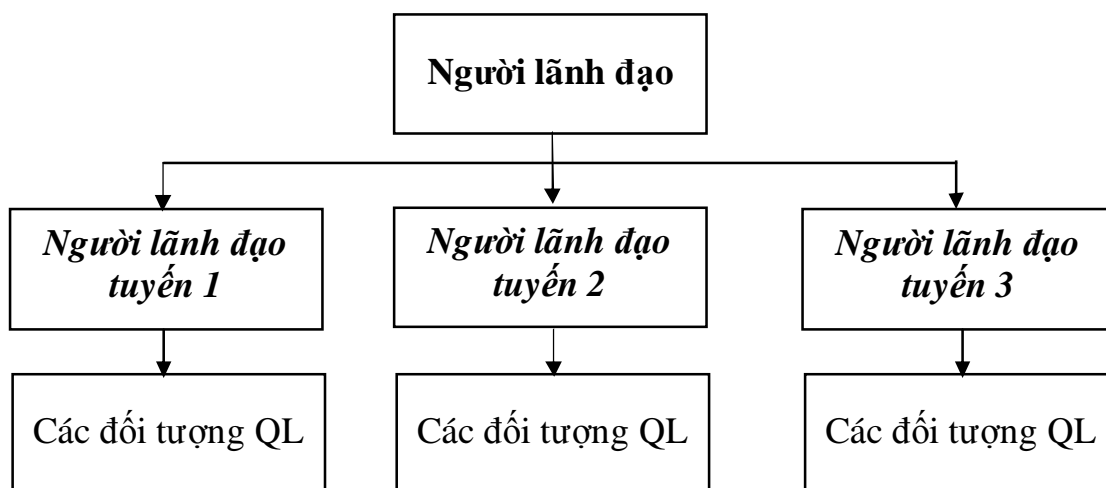 Người lãnh đạo
Người lãnh đạo
tuyến 1
Người lãnh đạo
tuyến 2
Người lãnh đạo
tuyến 3
Các đối tượng QL
Các đối tượng QL
Các đối tượng QL